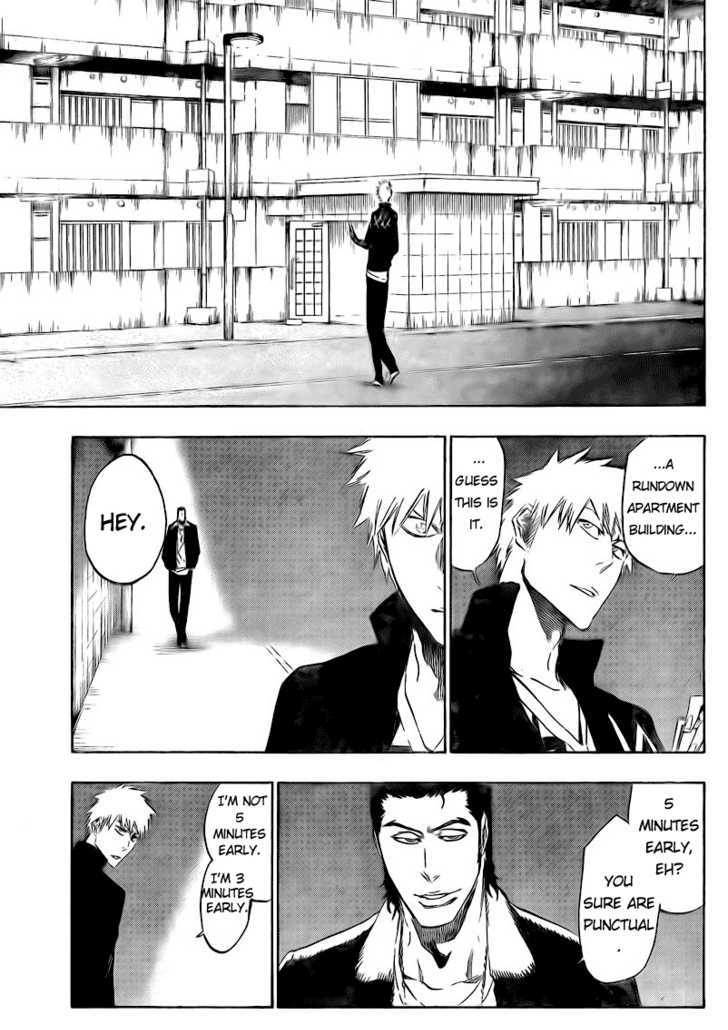 ...A
RUNDOWN
APARTMENT
BUILDING...
...
GUESS
THIS IS
IT.
HEY.
5
MINUTES
EARLY,
EH?
YOU
SURE ARE
PUNCTUAL
.
I'M NOT
5
MINUTES
EARLY.
I'M 3
MINUTES
EARLY.